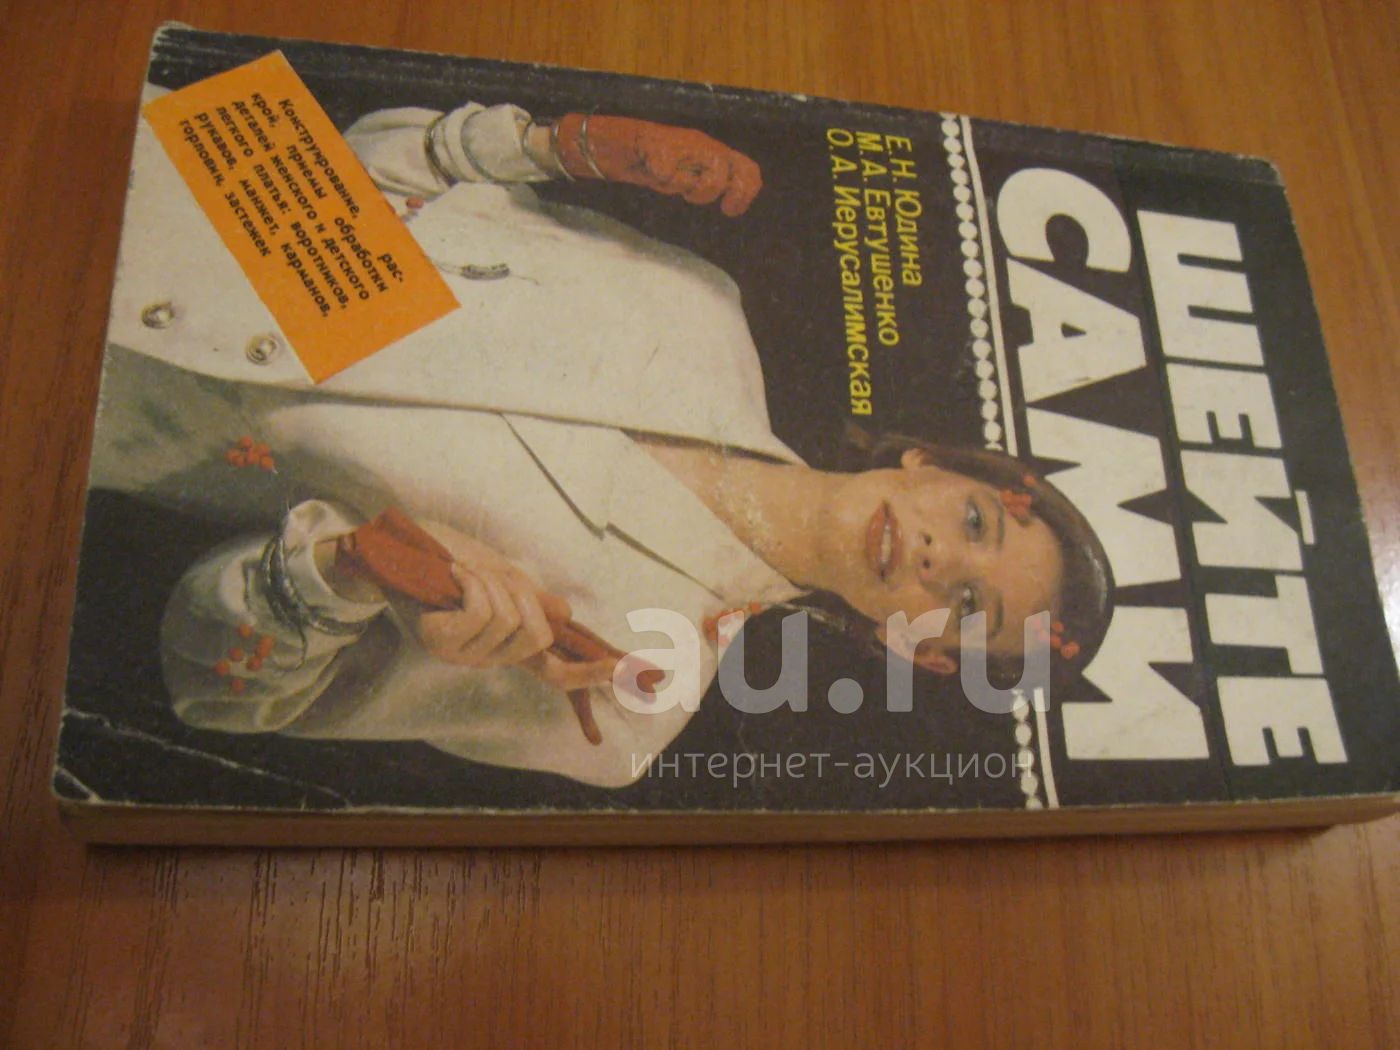 ШЕЙТЕ
САМИ
Е. Н. Юдина
М. А. Евтушенко
О. А. Иерусалимская
Конструирование, рас-
крой, приемы обработки
деталей женского и детского
легкого платья: воротников,
рукавов, манжет, карманов,
горловин, застежек
au.ru
интернет-аукцион